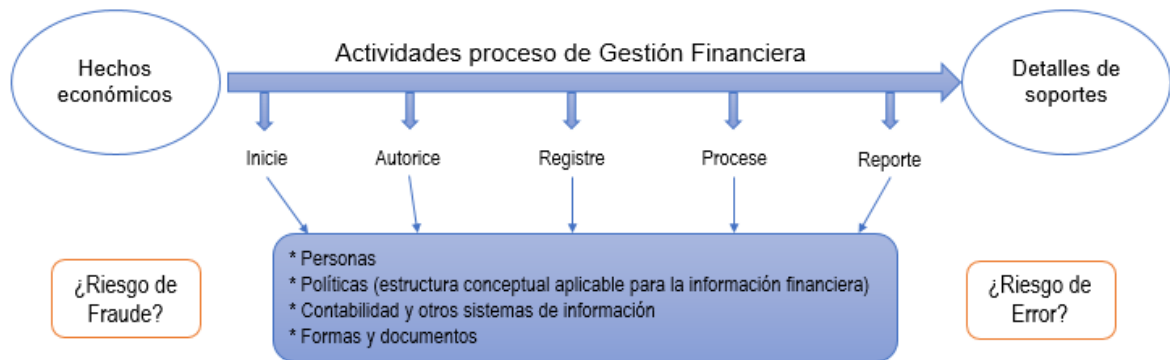 Actividades proceso de Gestión Financiera
Hechos
económicos
Detalles de
soportes
Inicie
Autorice
Registre
Procese
Reporte
* Personas
* Políticas (estructura conceptual aplicable para la información financiera)
* Contabilidad y otros sistemas de información
* Formas y documentos
¿Riesgo de
Fraude?
¿Riesgo de
Error?